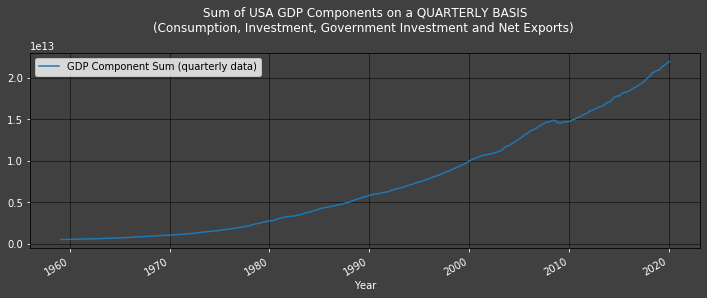 Sum of USA GDP Components on a QUARTERLY BASIS
(Consumption, Investment, Government Investment and Net Exports)
1e13
GDP Component Sum (quarterly data)
2.0
1.5
1.0
0.5
0.0
1960 1970 1980 1990 2000 2010 2020
Year